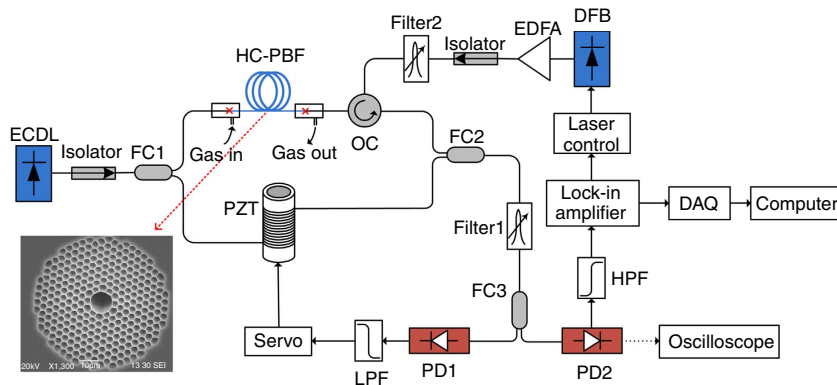 Filter2
EDFA
DFB
HC-PBF
Isolator
ECDL
Isolator
FC1
Gas in
Gas out
OC
FC2
Laser
control
PZT
Lock-in
amplifier
DAQ
Computer
Filter1
HPF
FC3
Servo
LPF
PD1
PD2
Oscilloscope
20kV X1,300 10μm 13 30 SEI